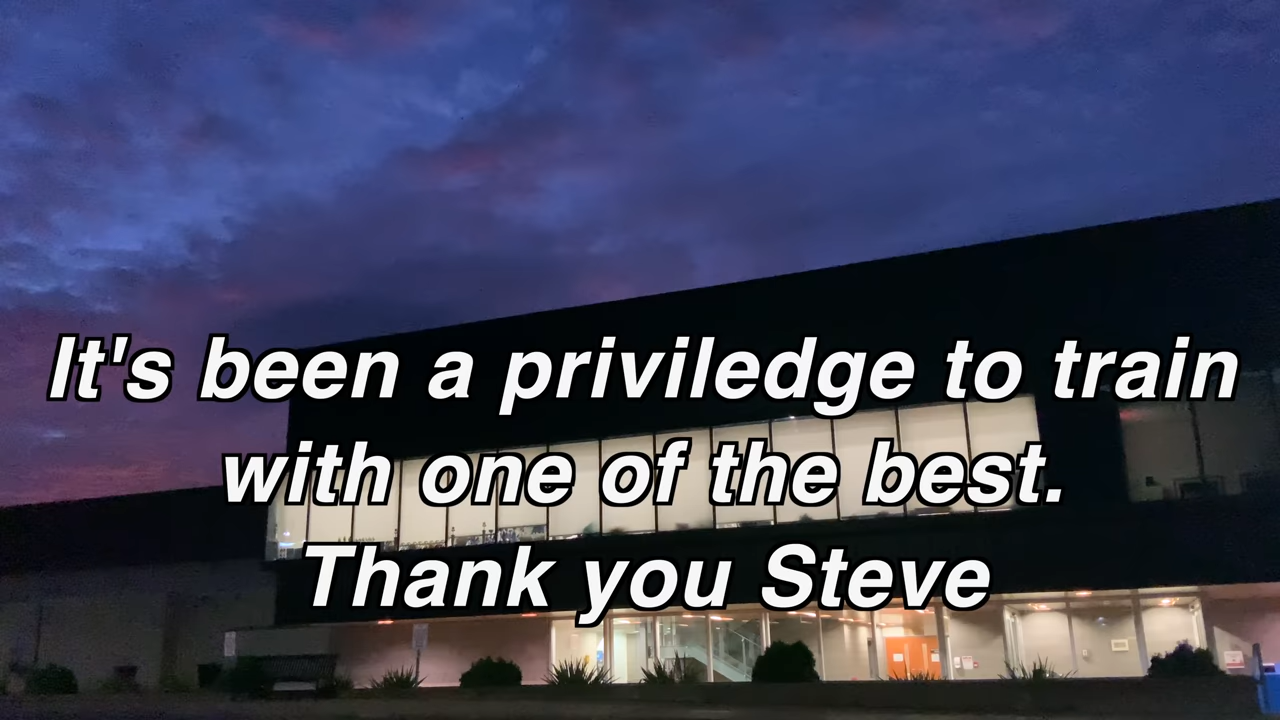 It's been a priviledge to train
with one of the best.
Thank you Steve